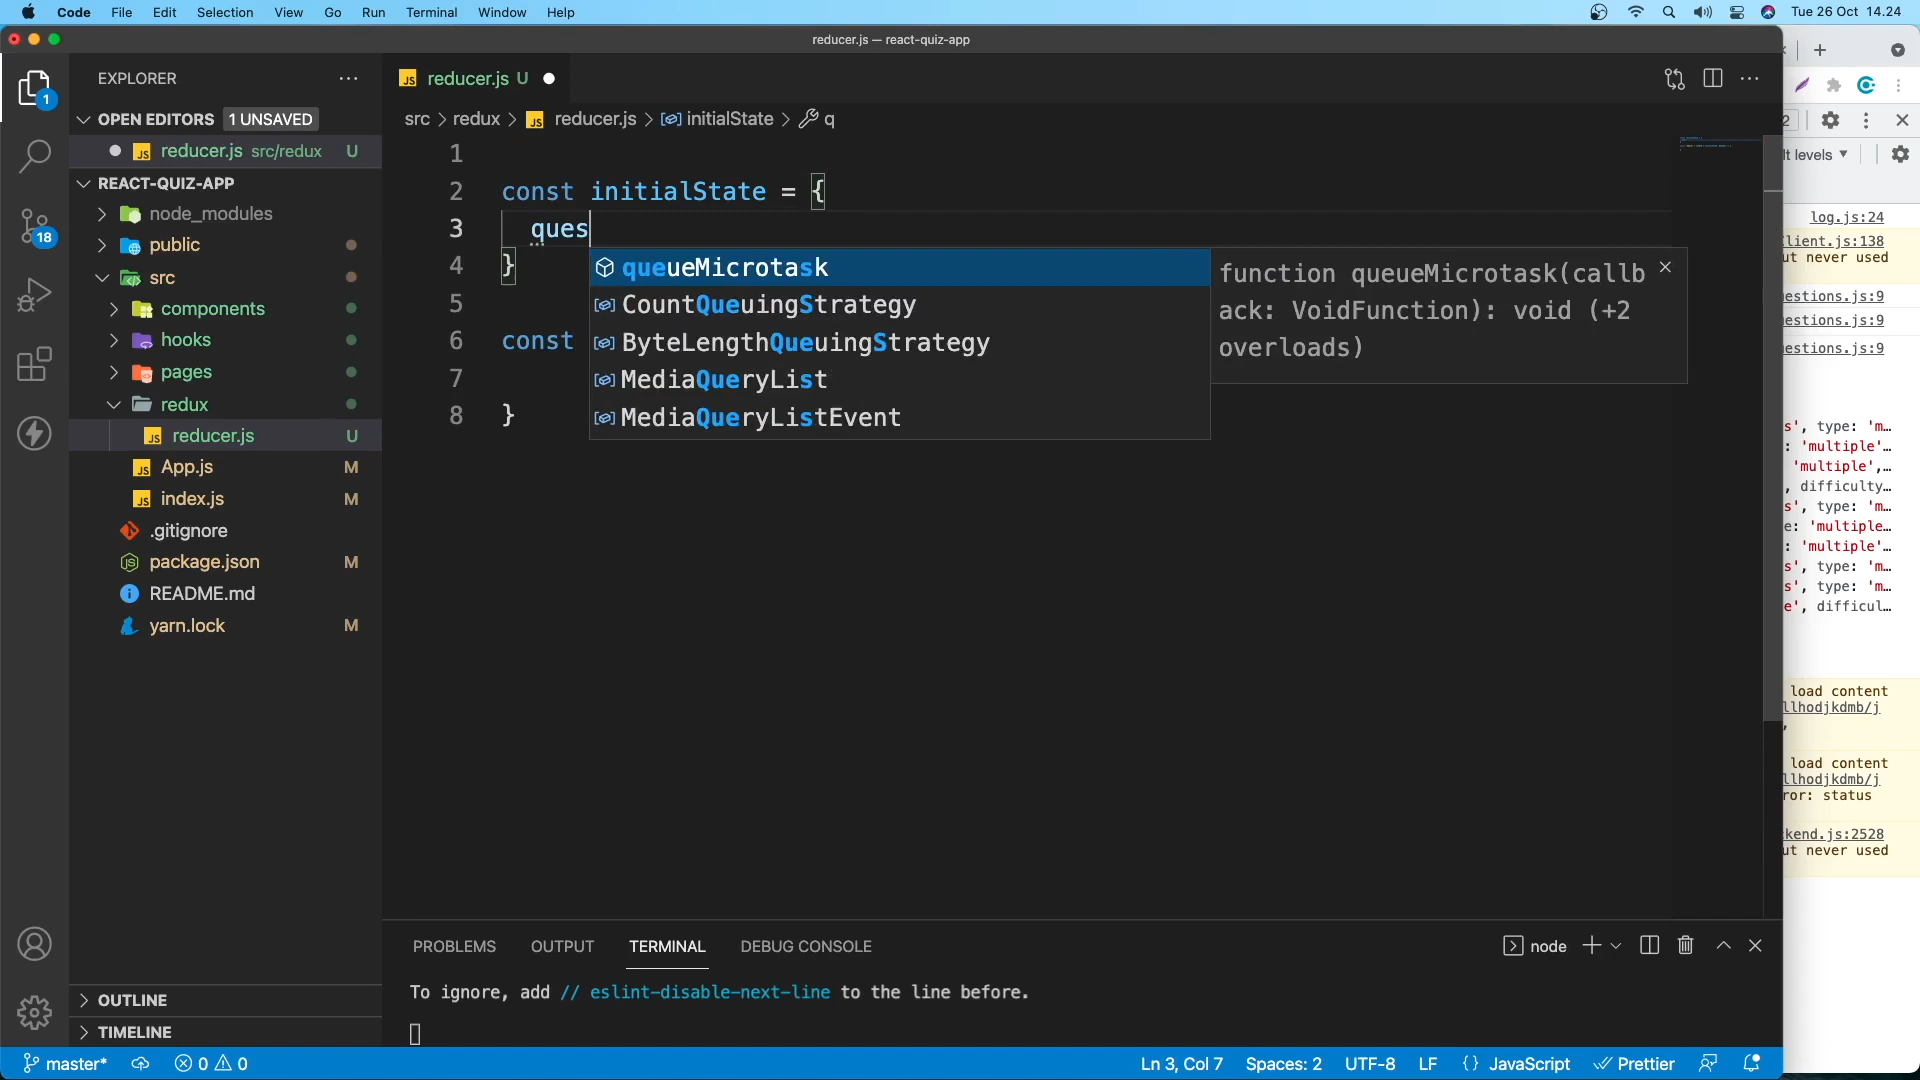 Code File Edit Selection View Go Run Terminal Window Help Tue 26 Oct 14.24
reducer.js — react-quiz-app
EXPLORER
OPEN EDITORS 1 UNSAVED
reducer.js src/redux U
REACT-QUIZ-APP
node_modules
public
src
components
hooks
pages
redux
reducer.js U
App.js M
index.js M
.gitignore
package.json M
README.md
yarn.lock M
OUTLINE
TIMELINE
1
18
reducer.js U
src > redux > reducer.js > initialState > q
1
2 const initialState = {
3 ques
4 }
5
6 const
7
8 }
queueMicrotask
CountQueuingStrategy
ByteLengthQueuingStrategy
MediaQueryList
MediaQueryListEvent
function queueMicrotask(callb
ack: VoidFunction): void (+2
overloads)
PROBLEMS OUTPUT TERMINAL DEBUG CONSOLE
node
To ignore, add // eslint-disable-next-line to the line before.
master* 0 0 Ln 3, Col 7 Spaces: 2 UTF-8 LF {} JavaScript Prettier
2
lt levels
log.js:24
lient.js:138
ut never used
estions.js:9
estions.js:9
estions.js:9
s', type: 'm…
: 'multiple'…
'multiple',…
, difficulty…
s', type: 'm…
e: 'multiple…
: 'multiple'…
s', type: 'm…
s', type: 'm…
e', difficul…
load content
llhodjkdmb/j
load content
llhodjkdmb/j
ror: status
kend.js:2528
ut never used